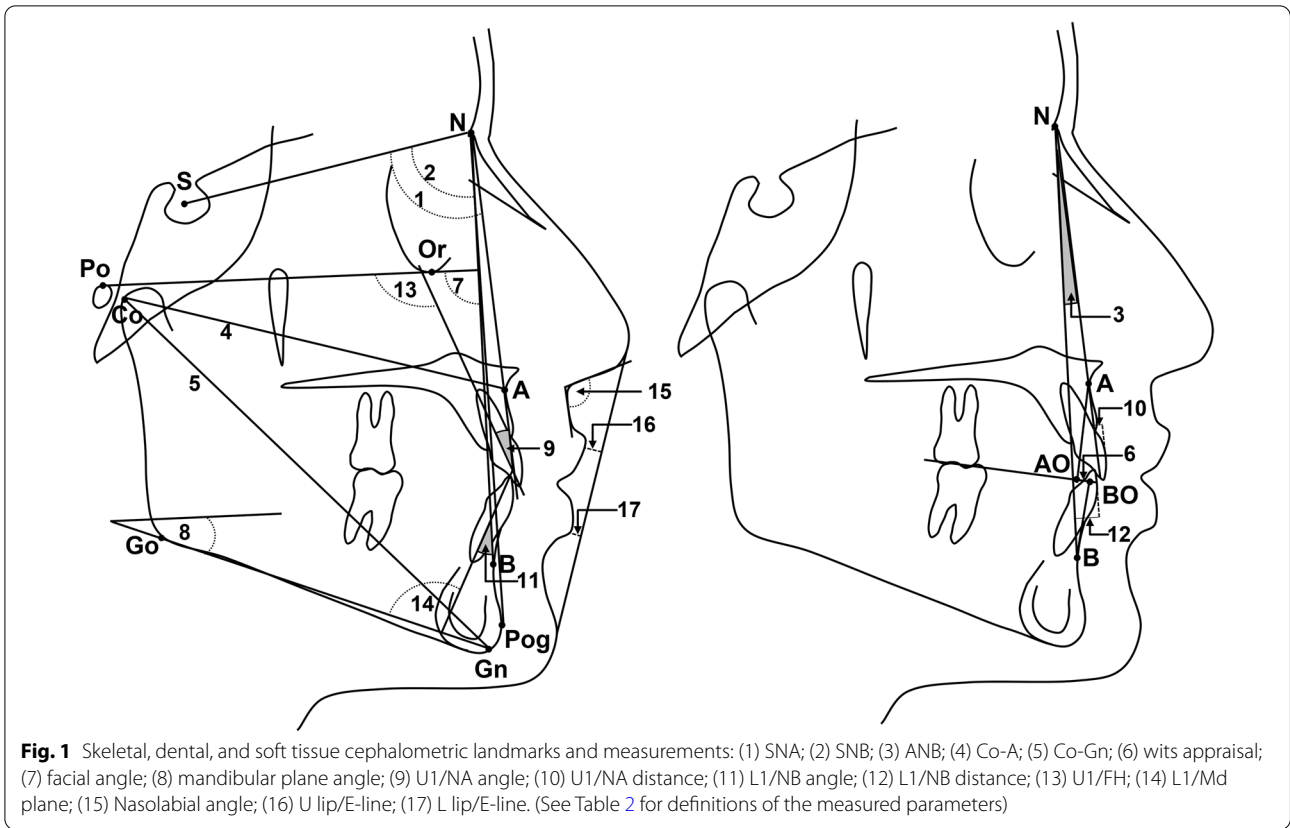 N
S
2
1
Po
Or
13
7
Co
4
5
A
15
16
9
17
8
Go
B
11
14
Pog
Gn
N
3
A
10
AO
6
BO
12
B
Fig. 1 Skeletal, dental, and soft tissue cephalometric landmarks and measurements: (1) SNA; (2) SNB; (3) ANB; (4) Co-A; (5) Co-Gn; (6) wits appraisal;
(7) facial angle; (8) mandibular plane angle; (9) U1/NA angle; (10) U1/NA distance; (11) L1/NB angle; (12) L1/NB distance; (13) U1/FH; (14) L1/Md
plane; (15) Nasolabial angle; (16) U lip/E-line; (17) L lip/E-line. (See Table 2 for definitions of the measured parameters)